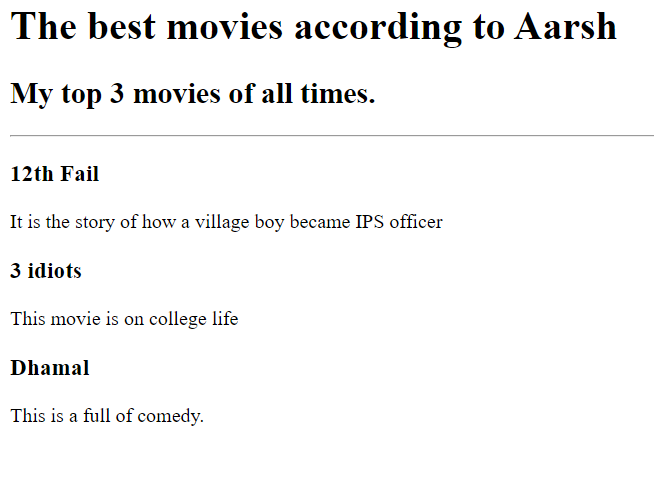 The best movies according to Aarsh
My top 3 movies of all times.
12th Fail
It is the story of how a village boy became IPS officer
3 idiots
This movie is on college life
Dhamal
This is a full of comedy.